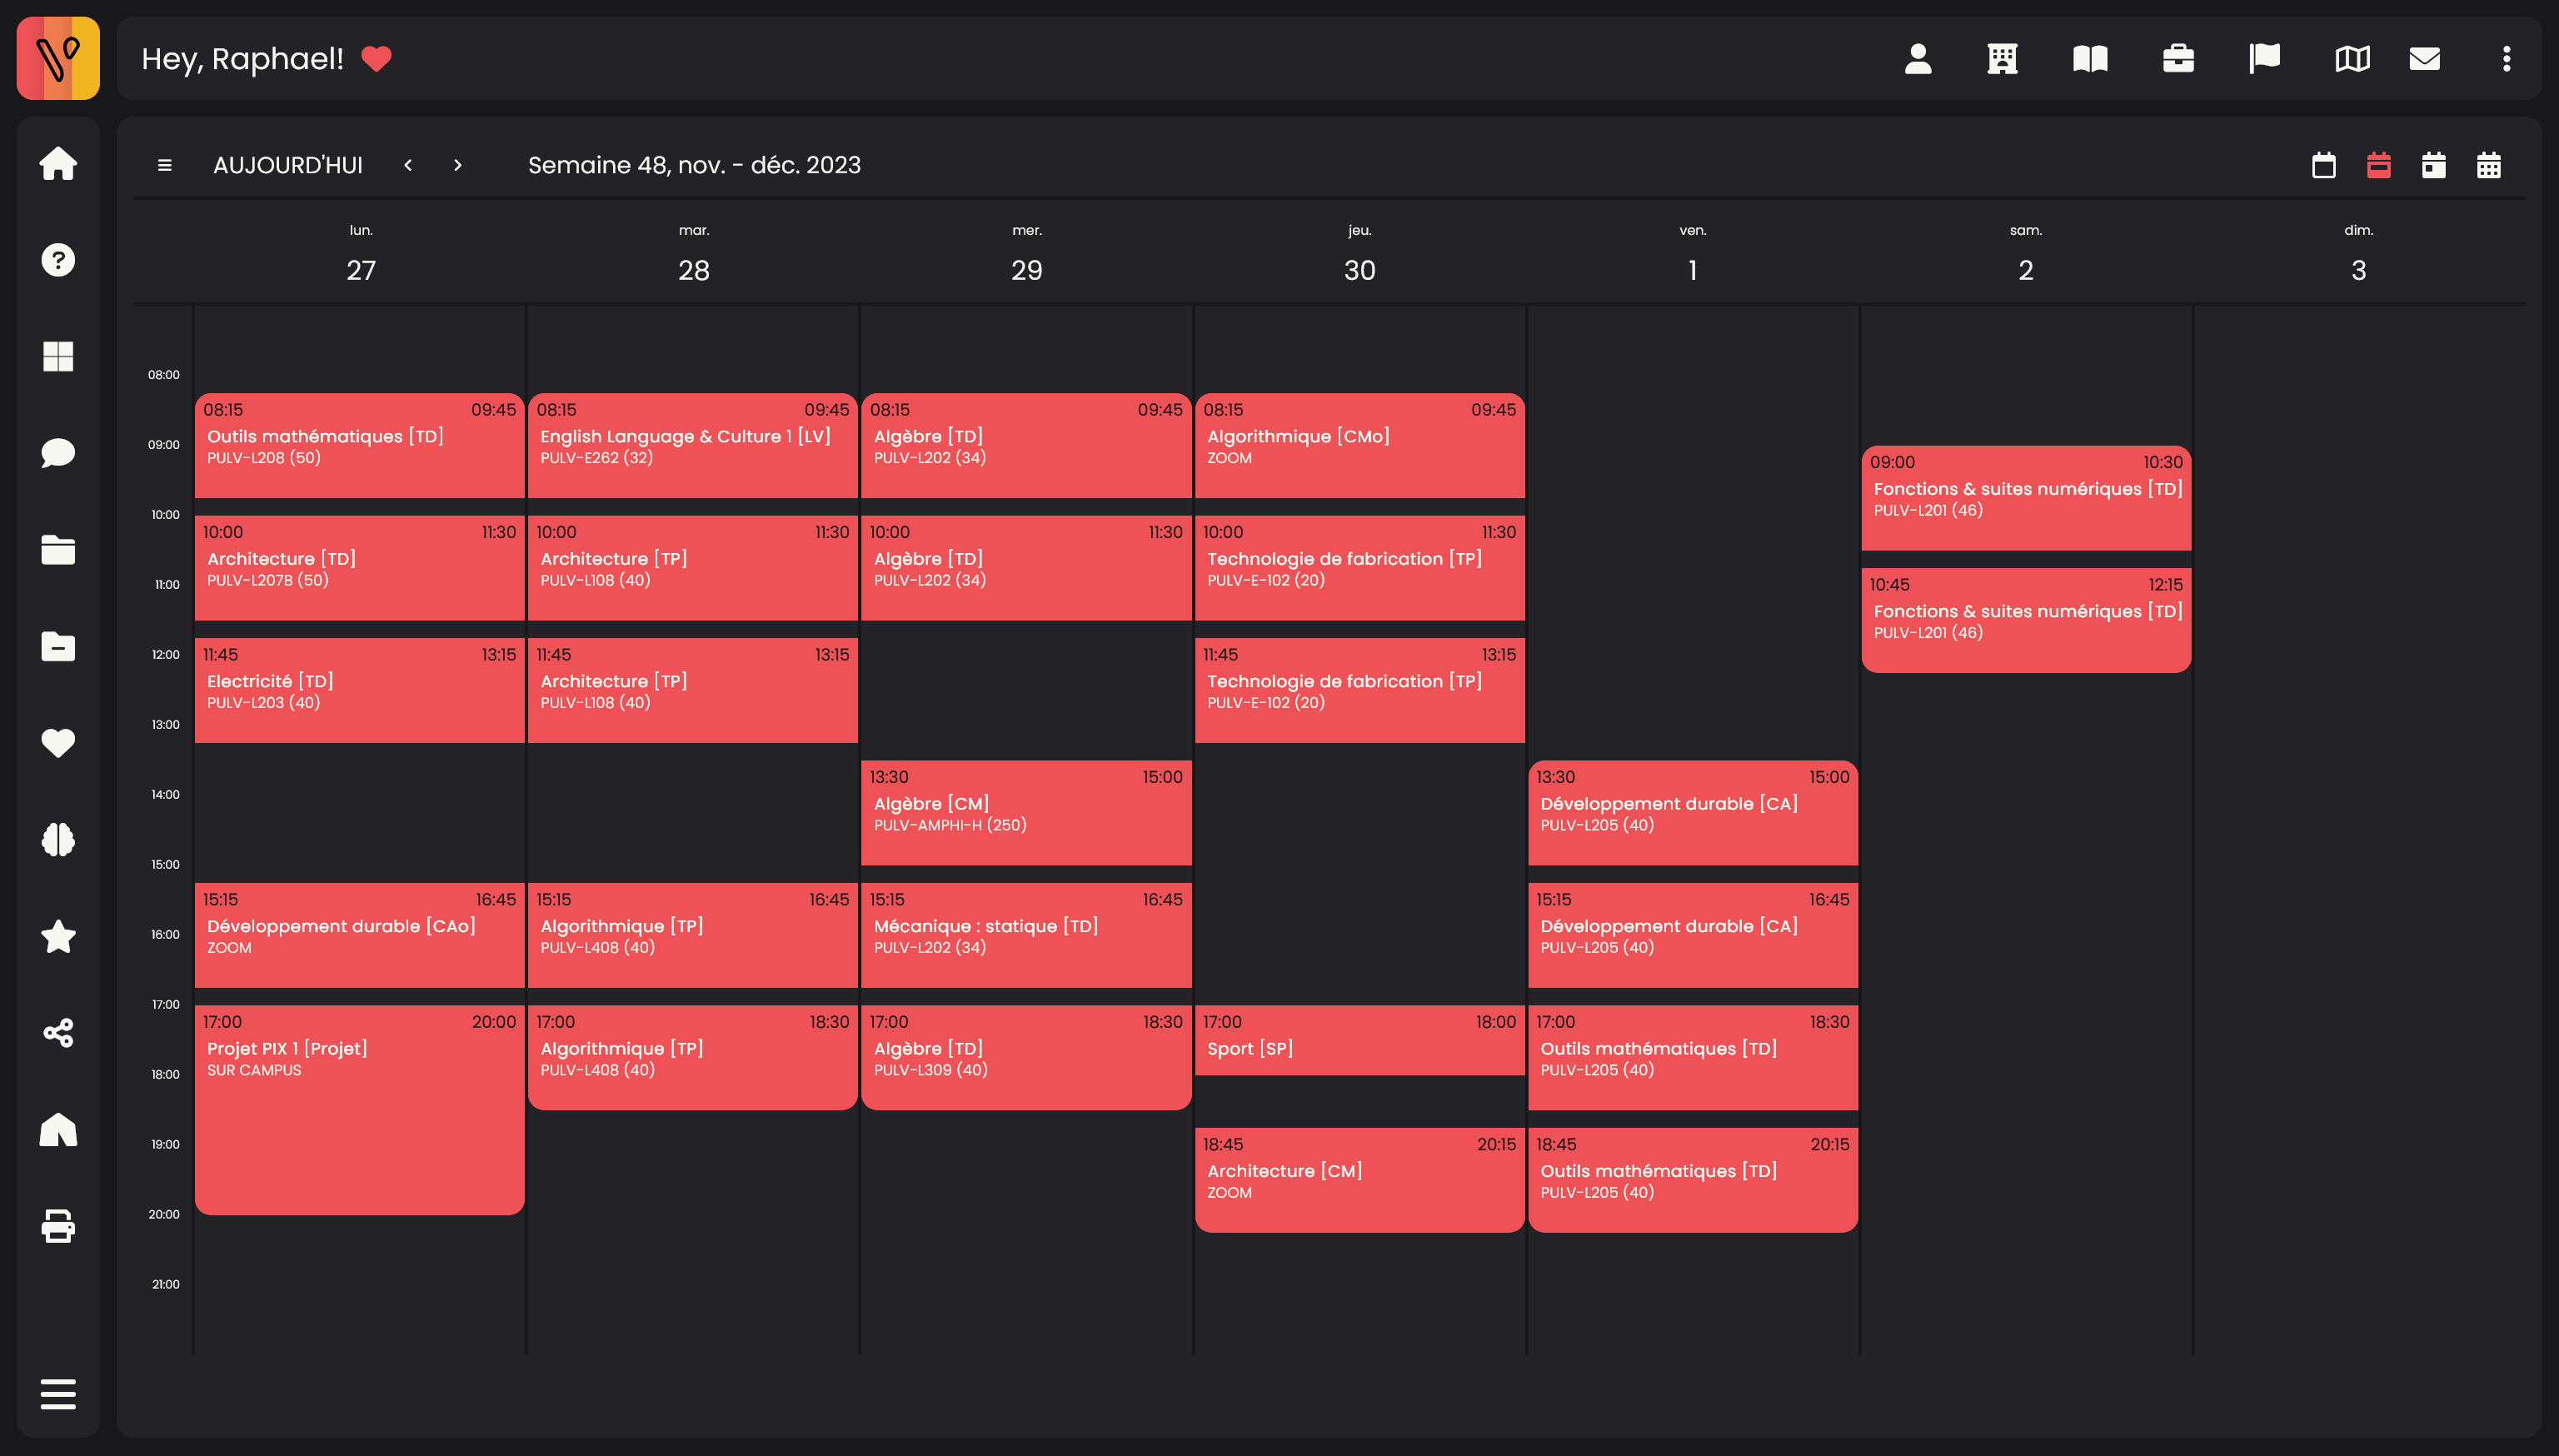 Hey, Raphael!
AUJOURD'HUI
Semaine 48, nov. - déc. 2023
lun. mar. mer. jeu. ven. sam. dim.
27 28 29 30 1 2 3
08:00
09:00
10:00
11:00
12:00
13:00
14:00
15:00
16:00
17:00
18:00
19:00
20:00
21:00
08:15 09:45
Outils mathématiques [TD]
PULV-L208 (50)
10:00 11:30
Architecture [TD]
PULV-L207B (50)
11:45 13:15
Electricité [TD]
PULV-L203 (40)
15:15 16:45
Développement durable [CAo]
ZOOM
17:00 20:00
Projet PIX 1 [Projet]
SUR CAMPUS
08:15 09:45
English Language & Culture 1 [LV]
PULV-E262 (32)
10:00 11:30
Architecture [TP]
PULV-L108 (40)
11:45 13:15
Architecture [TP]
PULV-L108 (40)
15:15 16:45
Algorithmique [TP]
PULV-L408 (40)
17:00 18:30
Algorithmique [TP]
PULV-L408 (40)
08:15 09:45
Algèbre [TD]
PULV-L202 (34)
10:00 11:30
Algèbre [TD]
PULV-L202 (34)
13:30 15:00
Algèbre [CM]
PULV-AMPHI-H (250)
15:15 16:45
Mécanique : statique [TD]
PULV-L202 (34)
17:00 18:30
Algèbre [TD]
PULV-L309 (40)
08:15 09:45
Algorithmique [CMo]
ZOOM
10:00 11:30
Technologie de fabrication [TP]
PULV-E-102 (20)
11:45 13:15
Technologie de fabrication [TP]
PULV-E-102 (20)
17:00 18:00
Sport [SP]
18:45 20:15
Architecture [CM]
ZOOM
13:30 15:00
Développement durable [CA]
PULV-L205 (40)
15:15 16:45
Développement durable [CA]
PULV-L205 (40)
17:00 18:30
Outils mathématiques [TD]
PULV-L205 (40)
18:45 20:15
Outils mathématiques [TD]
PULV-L205 (40)
09:00 10:30
Fonctions & suites numériques [TD]
PULV-L201 (46)
10:45 12:15
Fonctions & suites numériques [TD]
PULV-L201 (46)